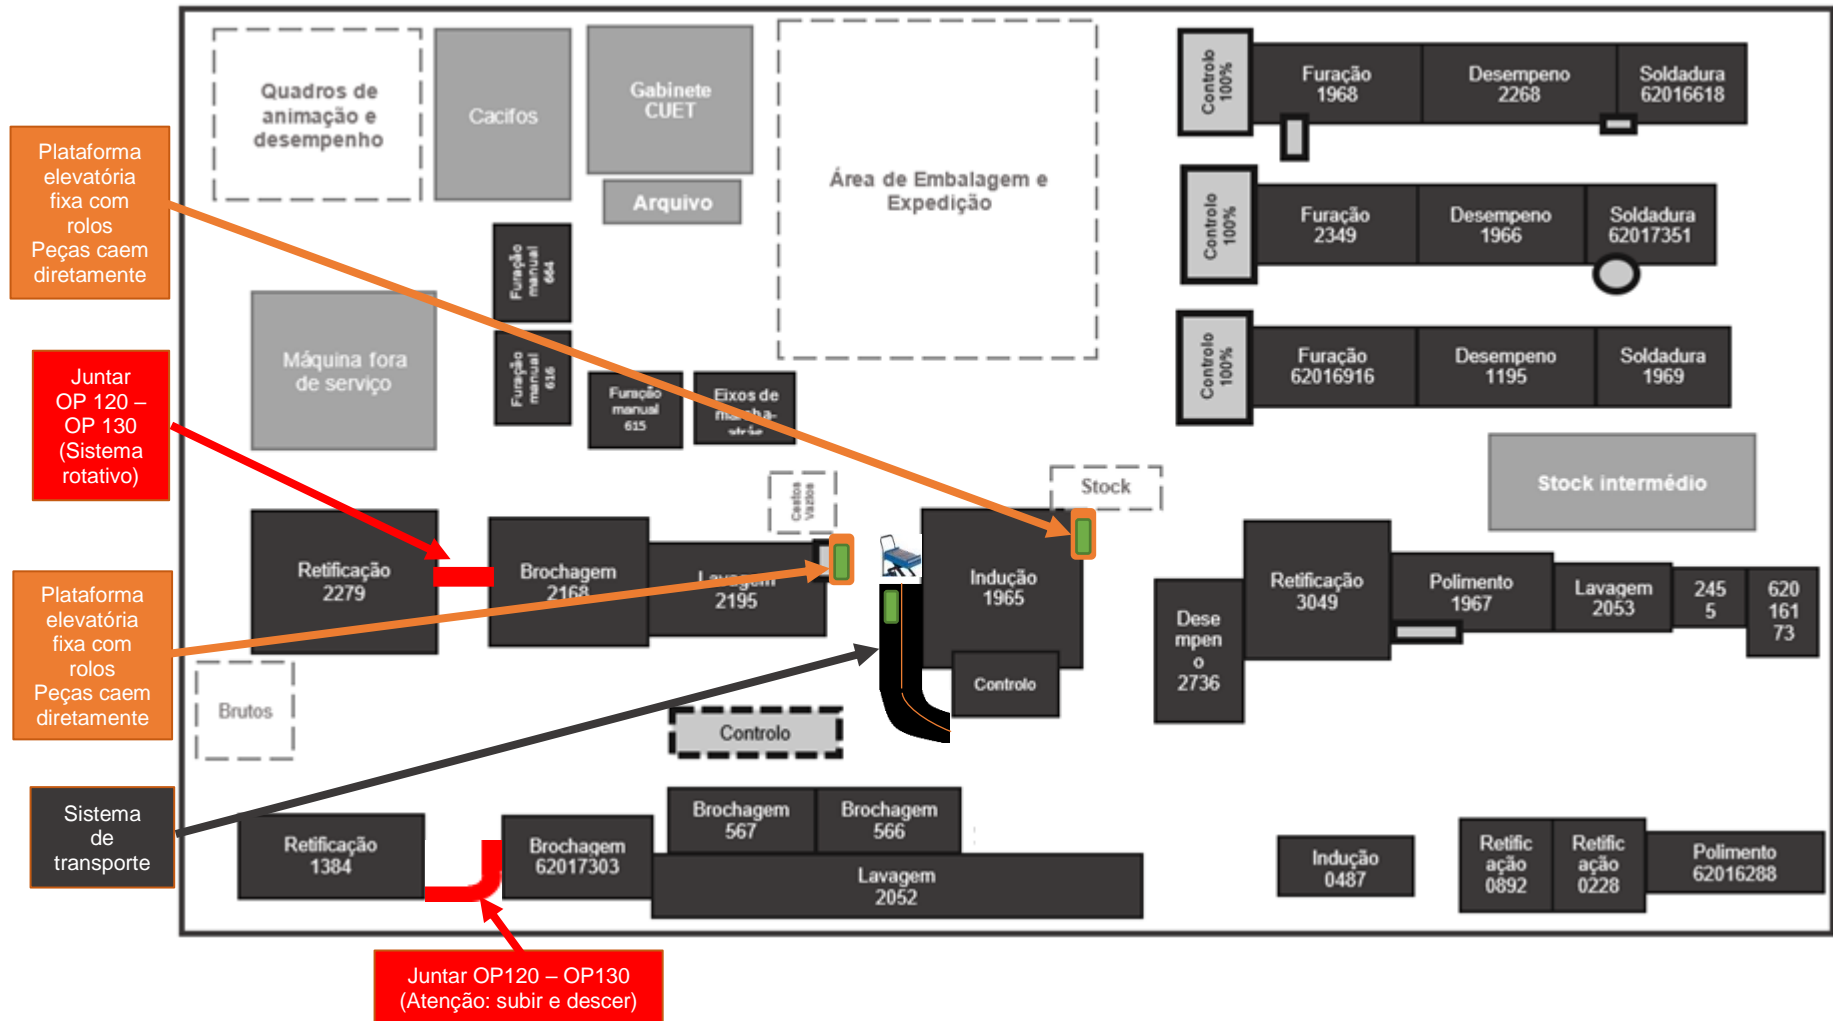 Quadros de
animação e
desempenho
Cacifos
Gabinete
CUET
Arquivo
Área de Embalagem e
Expedição
Controlo
100%
Furação
1968
Desempeno
2268
Soldadura
62016618
Controlo
100%
Furação
2349
Desempeno
1966
Soldadura
62017351
Controlo
100%
Furação
62016916
Desempeno
1195
Soldadura
1969
Plataforma
elevatória
fixa com
rolos
Peças caem
diretamente
Furação
manual
664
Furação
manual
616
Furação
manual
615
Eixos de
marcha-
atrás
Máquina fora
de serviço
Juntar
OP 120 –
OP 130
(Sistema
rotativo)
Cestos
Vazios
Stock
Stock intermédio
Retificação
2279
Brochagem
2168
Lavagem
2195
Indução
1965
Controlo
Desempeno
2736
Retificação
3049
Polimento
1967
Lavagem
2053
245
5
620
161
73
Plataforma
elevatória
fixa com
rolos
Peças caem
diretamente
Brutos
Controlo
Sistema
de
transporte
Retificação
1384
Brochagem
62017303
Brochagem
567
Brochagem
566
Lavagem
2052
Indução
0487
Retific
ação
0892
Retific
ação
0228
Polimento
62016288
Juntar OP120 – OP130
(Atenção: subir e descer)